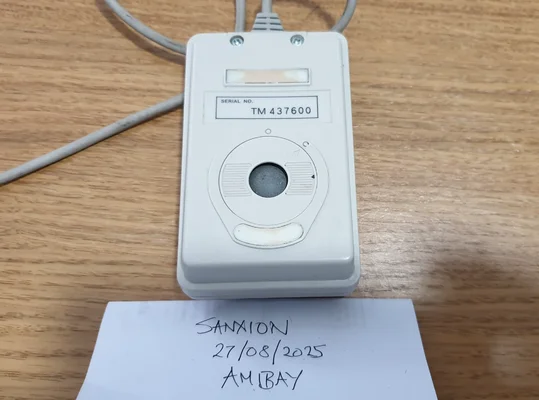 SERIAL NO.
TM 437600
SANXION
27/08/2025
AMIBAY